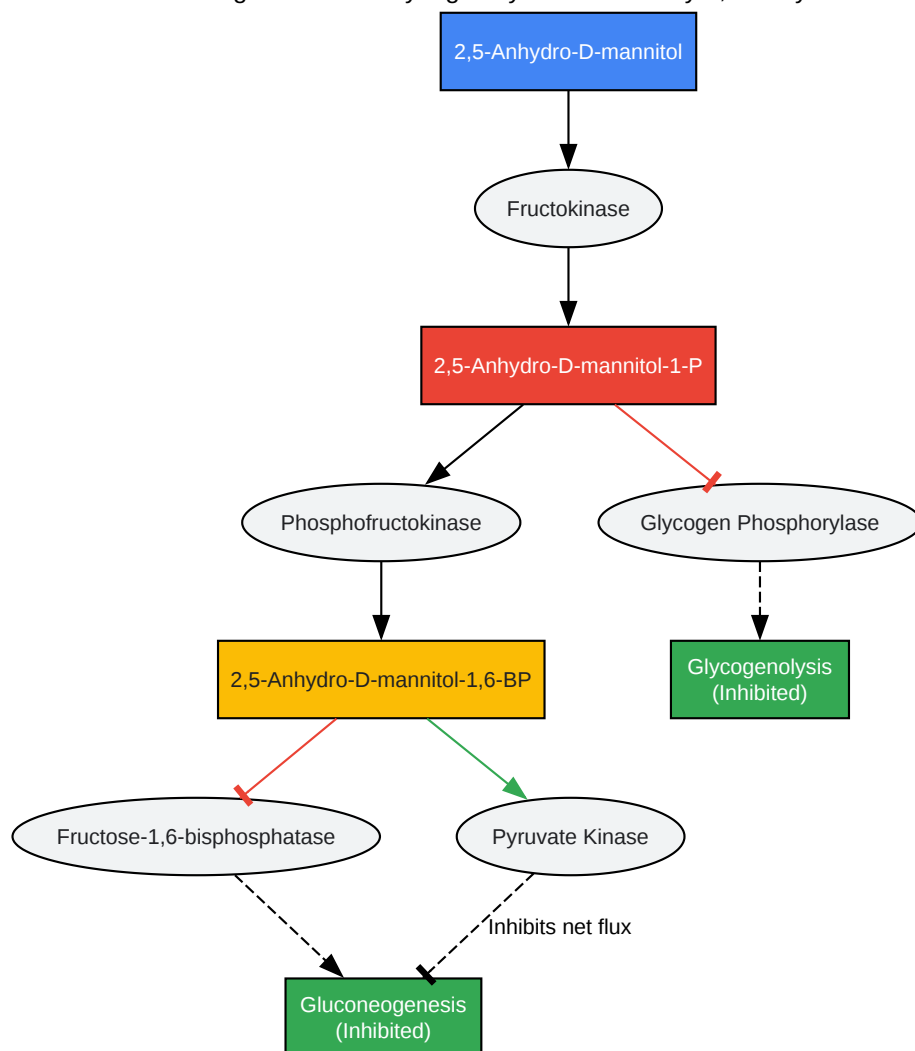 2,5-Anhydro-D-mannitol
Fructokinase
2,5-Anhydro-D-mannitol-1-P
Phosphofructokinase
Glycogen Phosphorylase
2,5-Anhydro-D-mannitol-1,6-BP
Glycogenolysis
(Inhibited)
Fructose-1,6-bisphosphatase
Pyruvate Kinase
Inhibits net flux
Gluconeogenesis
(Inhibited)